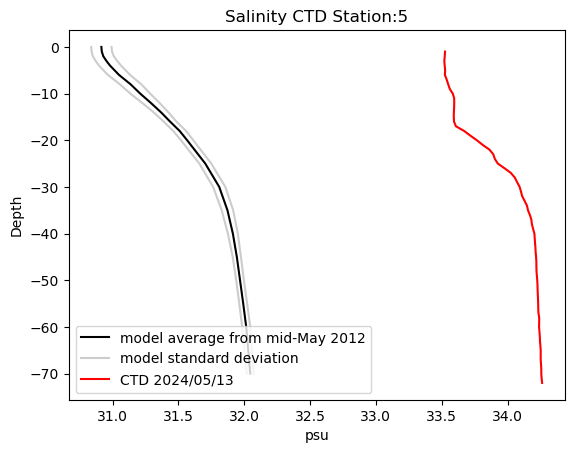 Salinity CTD Station:5
Depth
0
−10
−20
−30
−40
−50
−60
−70
model average from mid-May 2012
model standard deviation
CTD 2024/05/13
31.0 31.5 32.0 32.5 33.0 33.5 34.0
psu